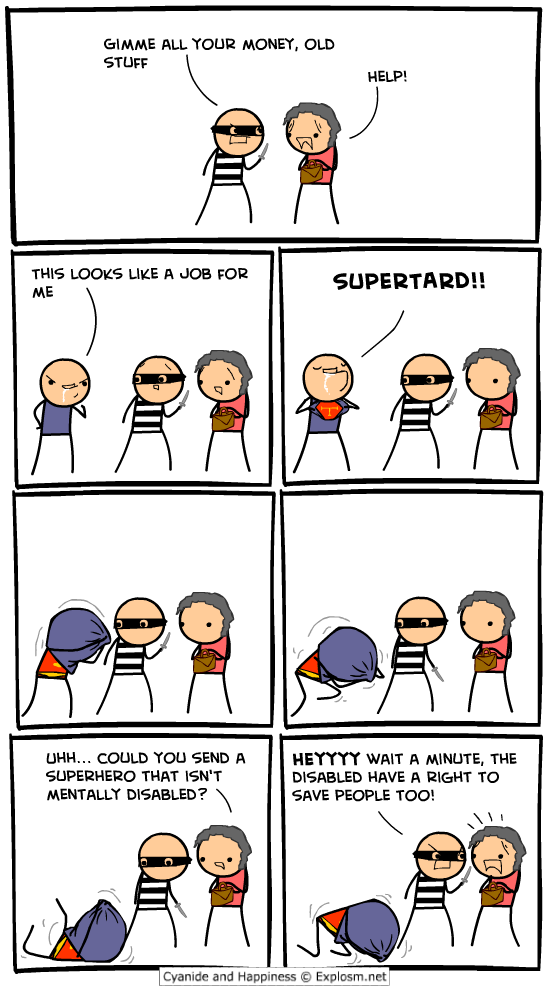 GIMME ALL YOUR MONEY, OLD
STUFF
HELP!
THIS LOOKS LIKE A JOB FOR
ME
SUPERTARD!!
T
UHH... COULD YOU SEND A
SUPERHERO THAT ISN'T
MENTALLY DISABLED?
HEYYYY WAIT A MINUTE, THE
DISABLED HAVE A RIGHT TO
SAVE PEOPLE TOO!
Cyanide and Happiness © Explosm.net